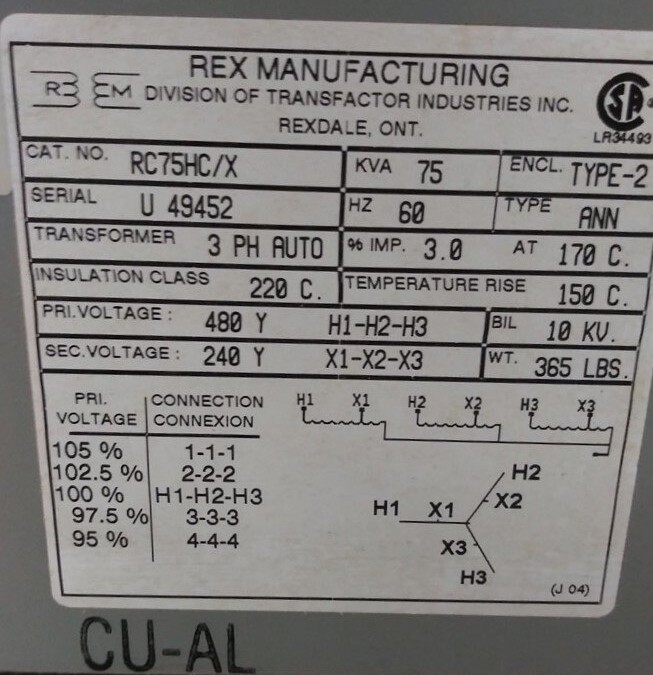 REX MANUFACTURING
REM DIVISION OF TRANSFACTOR INDUSTRIES INC.
REXDALE, ONT.
LR34493
CAT. NO. RC75HC/X KVA 75 ENCL. TYPE-2
SERIAL U 49452 HZ 60 TYPE ANN
TRANSFORMER 3 PH AUTO % IMP. 3.0 AT 170 C.
INSULATION CLASS 220 C. TEMPERATURE RISE 150 C.
PRI.VOLTAGE : 480 Y H1-H2-H3 BIL 10 KV.
SEC.VOLTAGE : 240 Y X1-X2-X3 WT. 365 LBS.
PRI. CONNECTION H1 X1 H2 X2 H3 X3
VOLTAGE CONNEXION
105 % 1-1-1
102.5 % 2-2-2 H2
100 % H1-H2-H3 H1 X1 X2
97.5 % 3-3-3
95 % 4-4-4 X3
H3
(J 04)
CU-AL